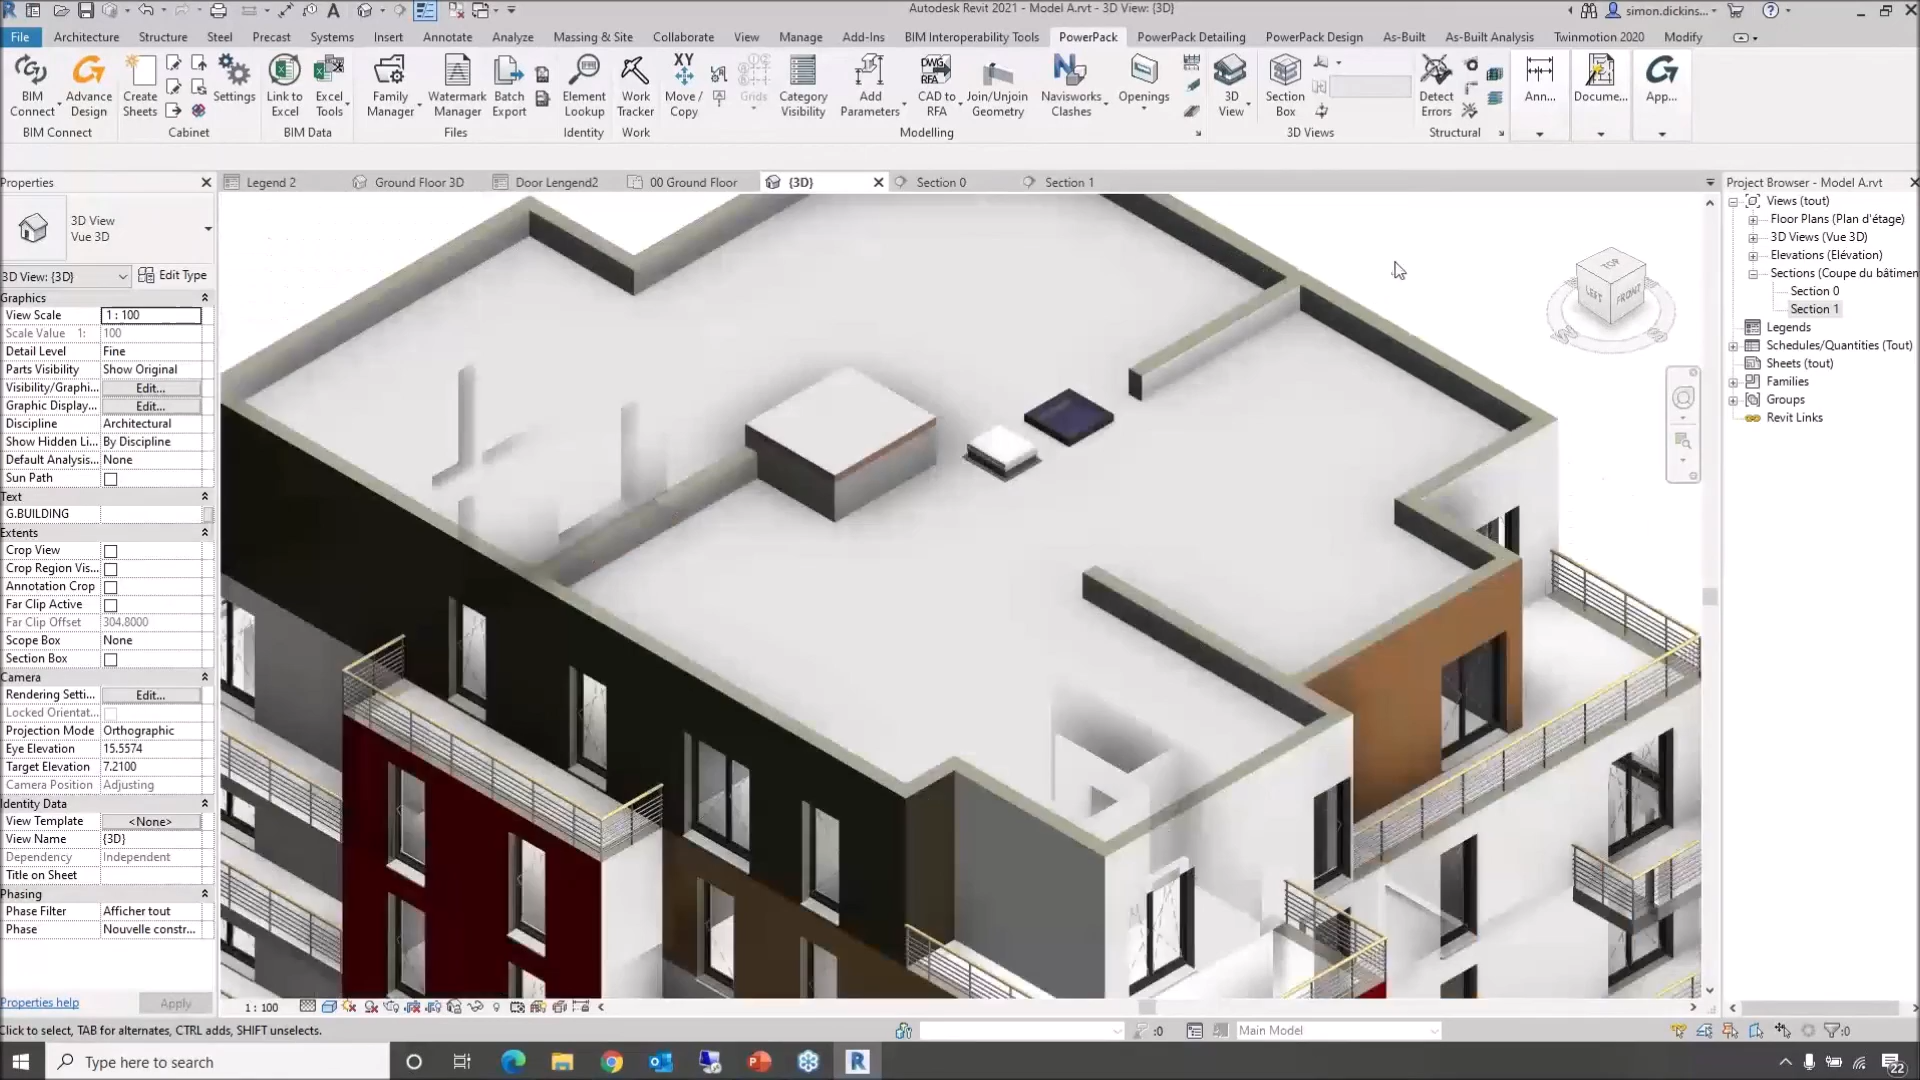 Autodesk Revit 2021 - Model A.rvt - 3D View: {3D}
simon.dickins...
File Architecture Structure Steel Precast Systems Insert Annotate Analyze Massing & Site Collaborate View Manage Add-Ins BIM Interoperability Tools PowerPack PowerPack Detailing PowerPack Design As-Built As-Built Analysis Twinmotion 2020 Modify
BIM Connect
Advance Design
Create Sheets
Settings
Link to Excel
Excel Tools
Family Manager
Watermark Manager
Batch Export
Element Lookup
Work Tracker
XY
Move / Copy
Grids
Category Visibility
Add Parameters
DWG
RFA
CAD to RFA
Join/Unjoin Geometry
Navisworks Clashes
Openings
3D View
Section Box
Detect Errors
Ann...
Docume...
App...
BIM Connect Cabinet BIM Data Files Identity Work Modelling 3D Views Structural
Properties
Legend 2 Ground Floor 3D Door Lengend2 00 Ground Floor {3D} Section 0 Section 1
3D View
Vue 3D
3D View: {3D} Edit Type
Graphics
View Scale 1 : 100
Scale Value 1: 100
Detail Level Fine
Parts Visibility Show Original
Visibility/Graphi... Edit...
Graphic Display... Edit...
Discipline Architectural
Show Hidden Li... By Discipline
Default Analysis... None
Sun Path
Text
G.BUILDING
Extents
Crop View
Crop Region Vis...
Annotation Crop
Far Clip Active
Far Clip Offset 304.8000
Scope Box None
Section Box
Camera
Rendering Setti... Edit...
Locked Orientat...
Projection Mode Orthographic
Eye Elevation 15.5574
Target Elevation 7.2100
Camera Position Adjusting
Identity Data
View Template <None>
View Name {3D}
Dependency Independent
Title on Sheet
Phasing
Phase Filter Afficher tout
Phase Nouvelle constr...
Properties help Apply
TOP
LEFT
FRONT
Project Browser - Model A.rvt
Views (tout)
Floor Plans (Plan d'étage)
3D Views (Vue 3D)
Elevations (Elévation)
Sections (Coupe du bâtimen
Section 0
Section 1
Legends
Schedules/Quantities (Tout)
Sheets (tout)
Families
Groups
Revit Links
1 : 100
Click to select, TAB for alternates, CTRL adds, SHIFT unselects.
:0
Main Model
:0
Type here to search
22